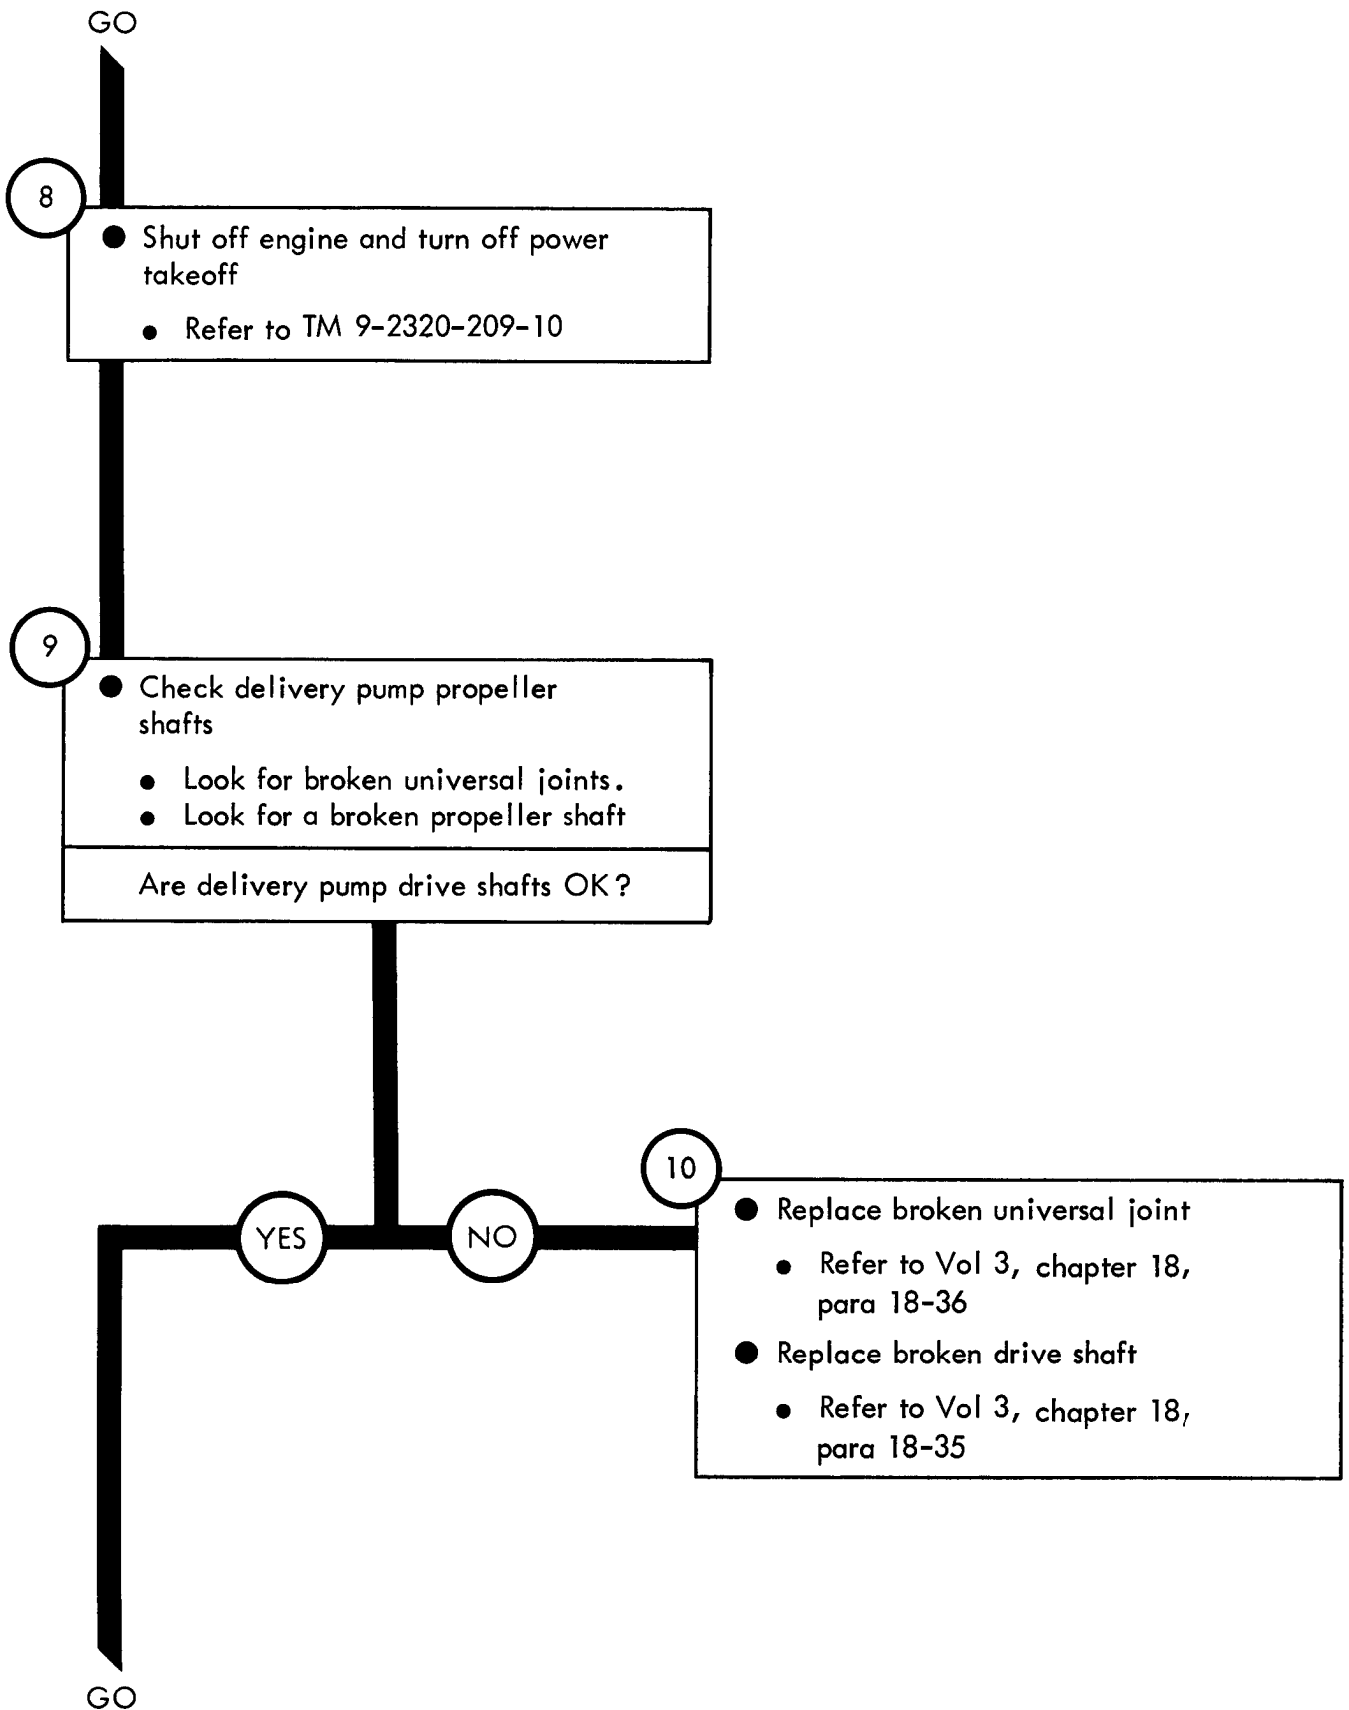 GO
8
● Shut off engine and turn off power
takeoff
● Refer to TM 9-2320-209-10
9
● Check delivery pump propeller
shafts
● Look for broken universal joints.
● Look for a broken propeller shaft
Are delivery pump drive shafts OK?
YES
NO
10
● Replace broken universal joint
● Refer to Vol 3, chapter 18,
para 18-36
● Replace broken drive shaft
● Refer to Vol 3, chapter 18,
para 18-35
GO